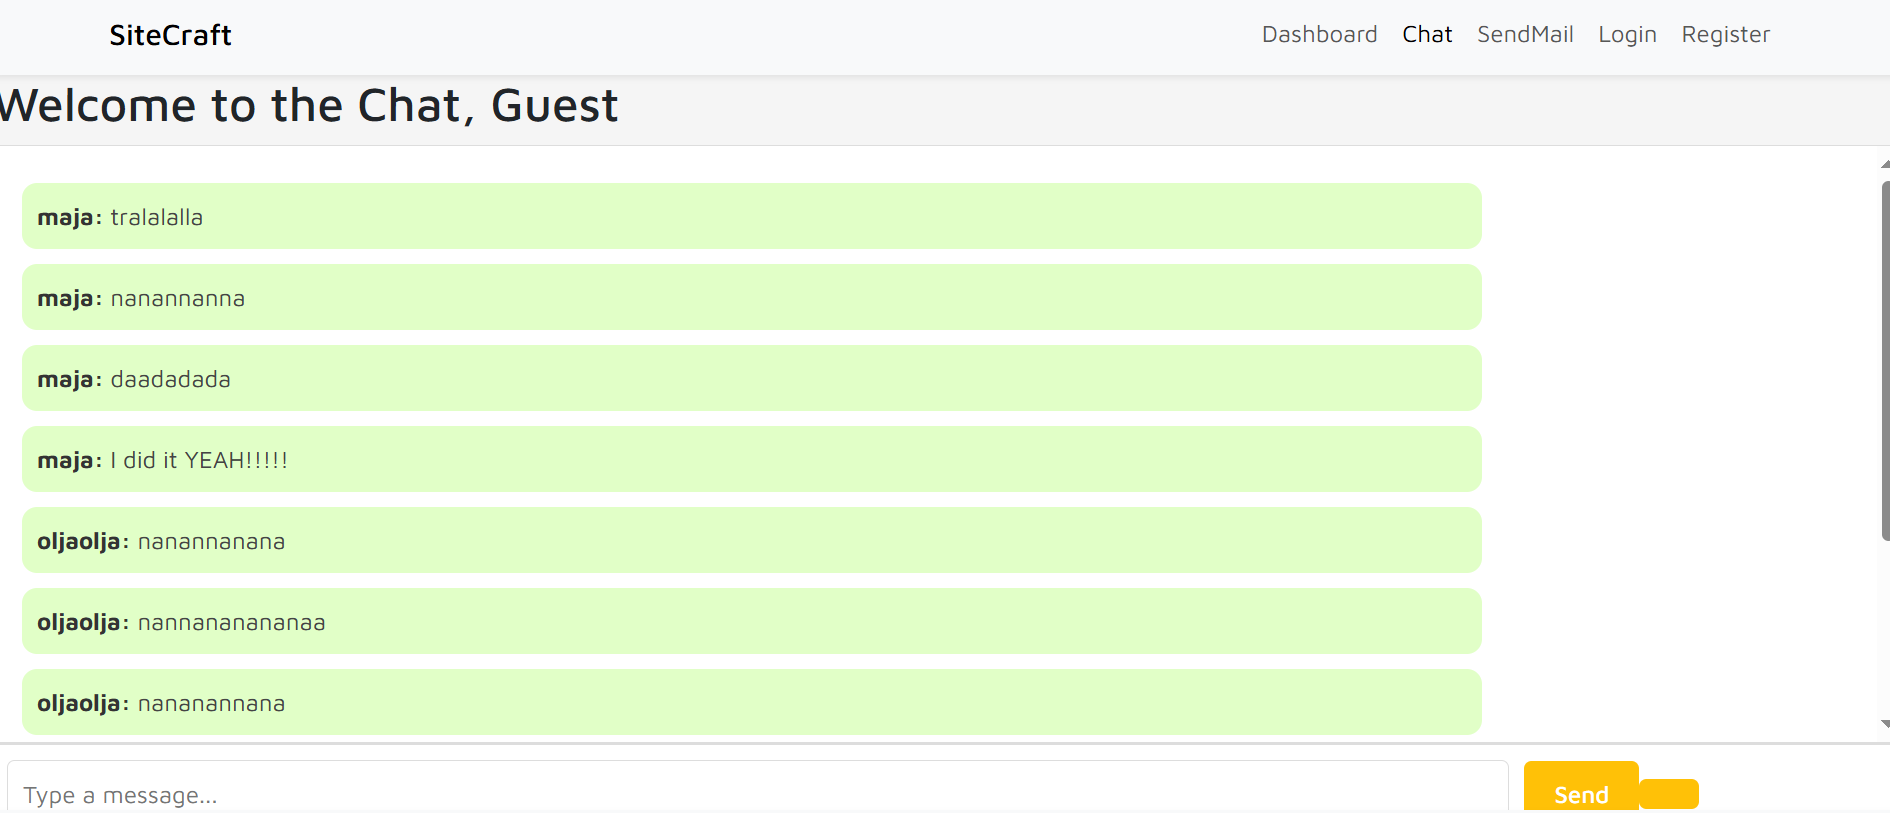 SiteCraft
Dashboard Chat SendMail Login Register
Welcome to the Chat, Guest
maja: tralalalla
maja: nanannanna
maja: daadadada
maja: I did it YEAH!!!!!
oljaolja: nanannanana
oljaolja: nannanananana​a
oljaolja: nananannana
Type a message...
Send